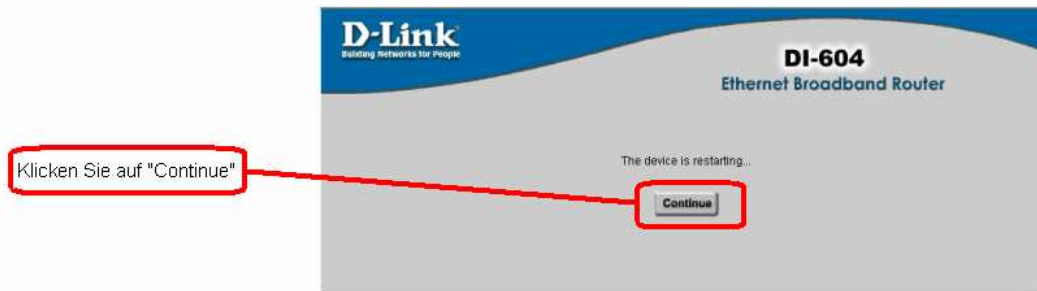 D-Link
Building Networks for People
DI-604
Ethernet Broadband Router
Klicken Sie auf "Continue"
The device is restarting...
Continue